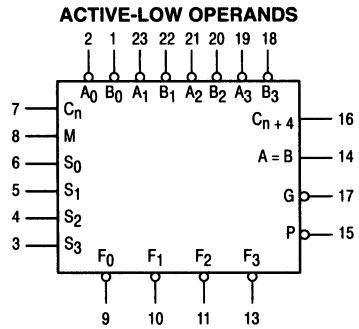 ACTIVE-LOW OPERANDS
2 1 23 22 21 20 19 18
A0 B0 A1 B1 A2 B2 A3 B3
7 Cn
8 M
6 S0
5 S1
4 S2
3 S3
Cn + 4 16
A = B 14
G 17
P 15
F0 F1 F2 F3
9 10 11 13